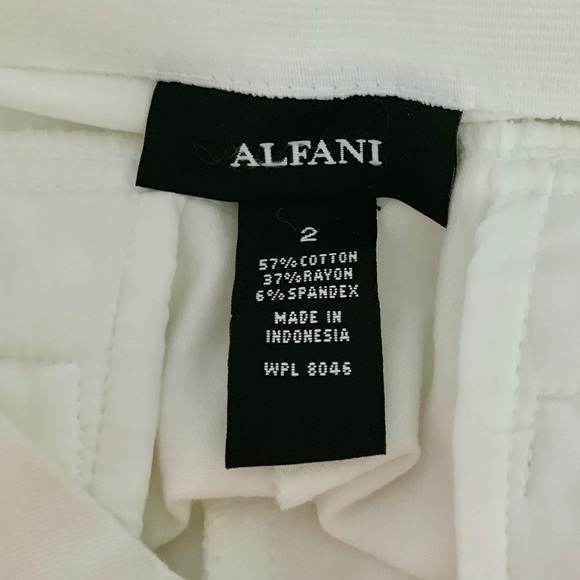 ALFANI
2
57% COTTON
37% RAYON
6% SPANDEX
MADE IN
INDONESIA
WPL 8046